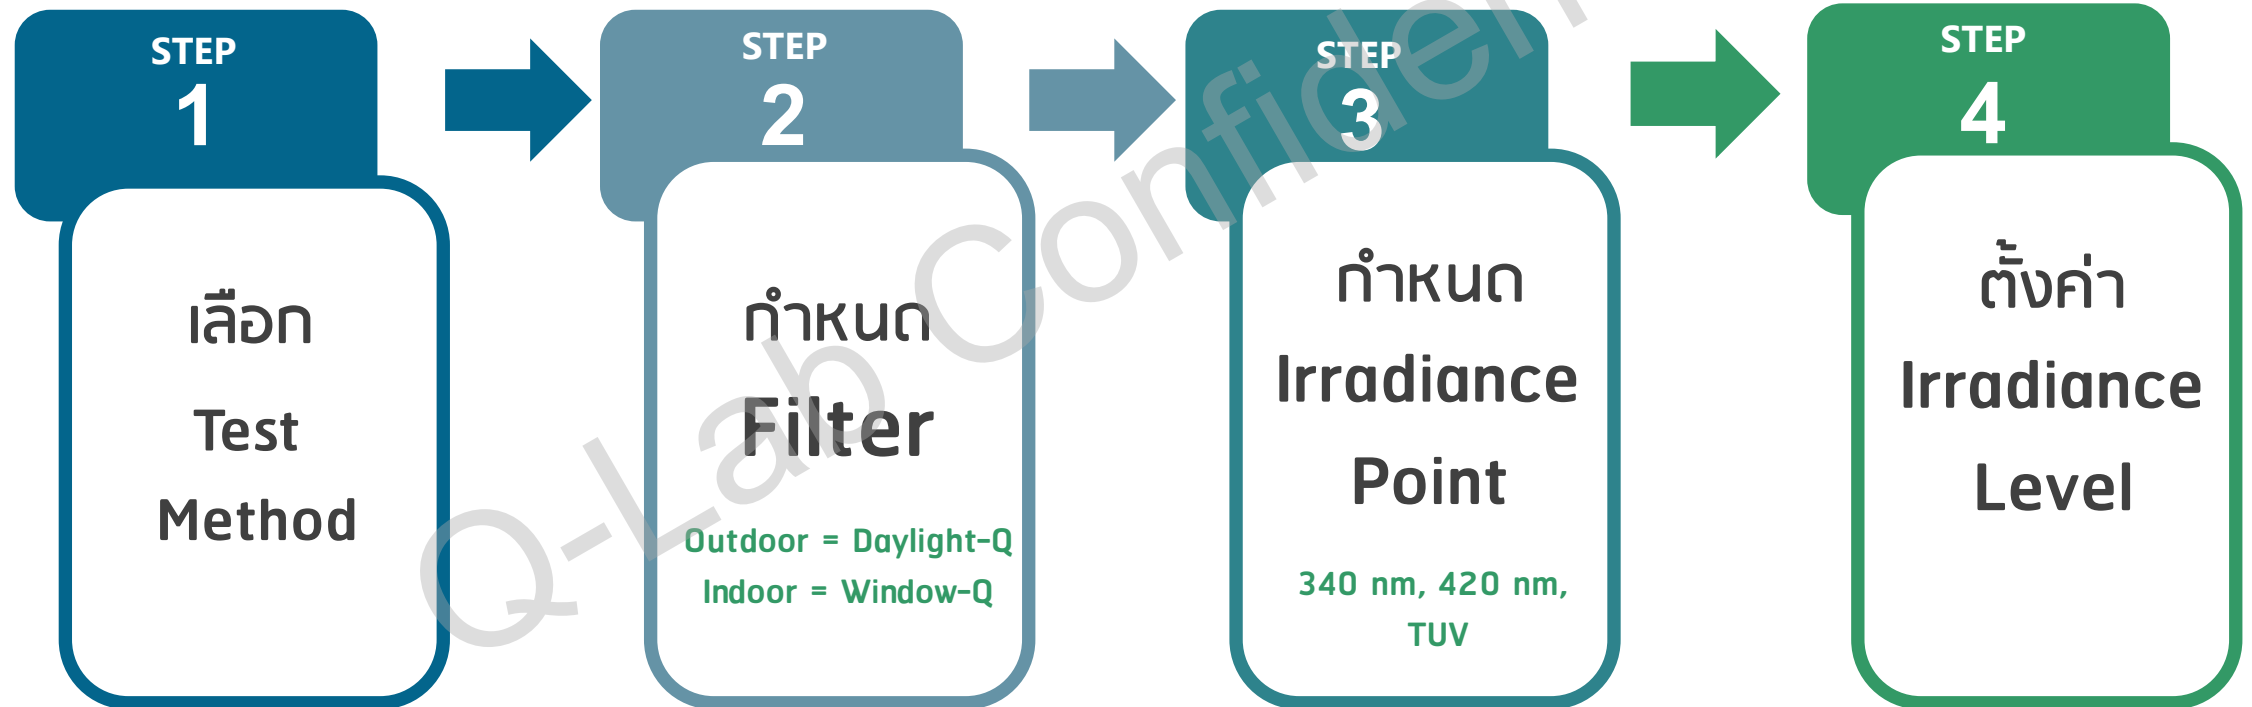 STEP
1
เลือก
Test
Method
STEP
2
กำหนด
Filter
Outdoor = Daylight-Q
Indoor = Window-Q
STEP
3
กำหนด
Irradiance
Point
340 nm, 420 nm,
TUV
STEP
4
ตั้งค่า
Irradiance
Level
Q-Lab Confiden